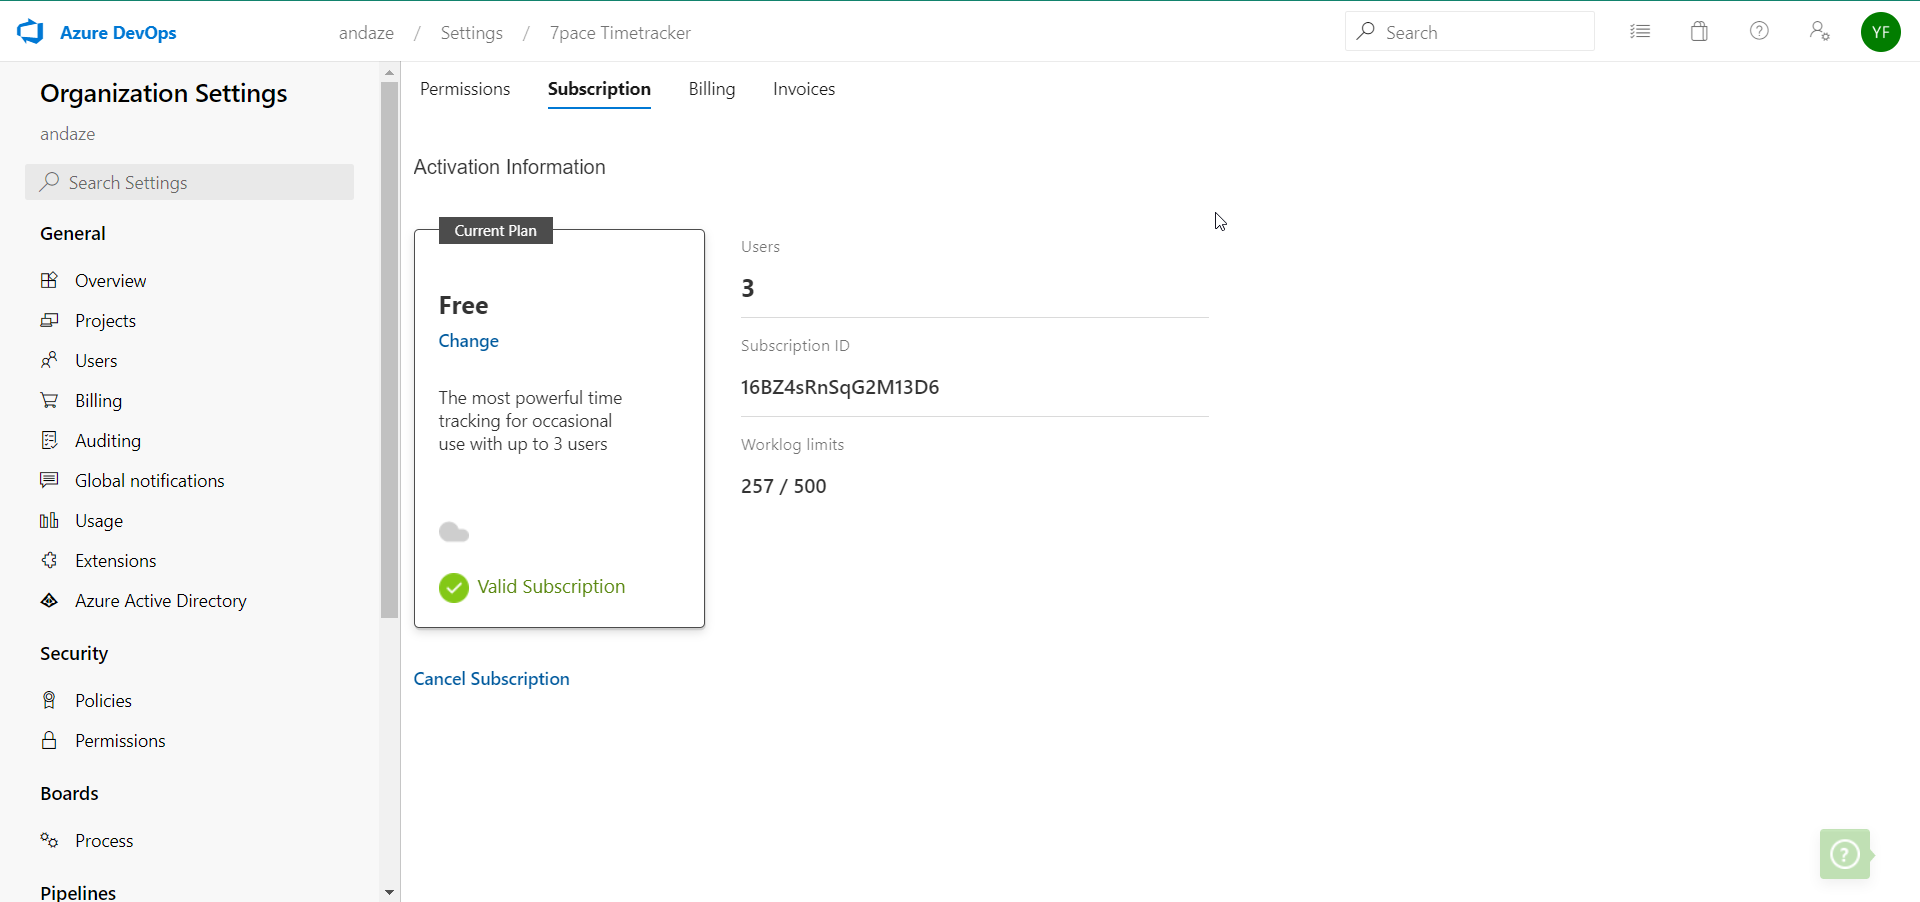 Azure DevOps
andaze / Settings / 7pace Timetracker
Search
YF
Organization Settings
andaze
Search Settings
General
Overview
Projects
Users
Billing
Auditing
Global notifications
Usage
Extensions
Azure Active Directory
Security
Policies
Permissions
Boards
Process
Pipelines
Permissions Subscription Billing Invoices
Activation Information
Current Plan
Free
Change
The most powerful time
tracking for occasional
use with up to 3 users
Valid Subscription
Cancel Subscription
Users
3
Subscription ID
16BZ4sRnSqG2M13D6
Worklog limits
257 / 500